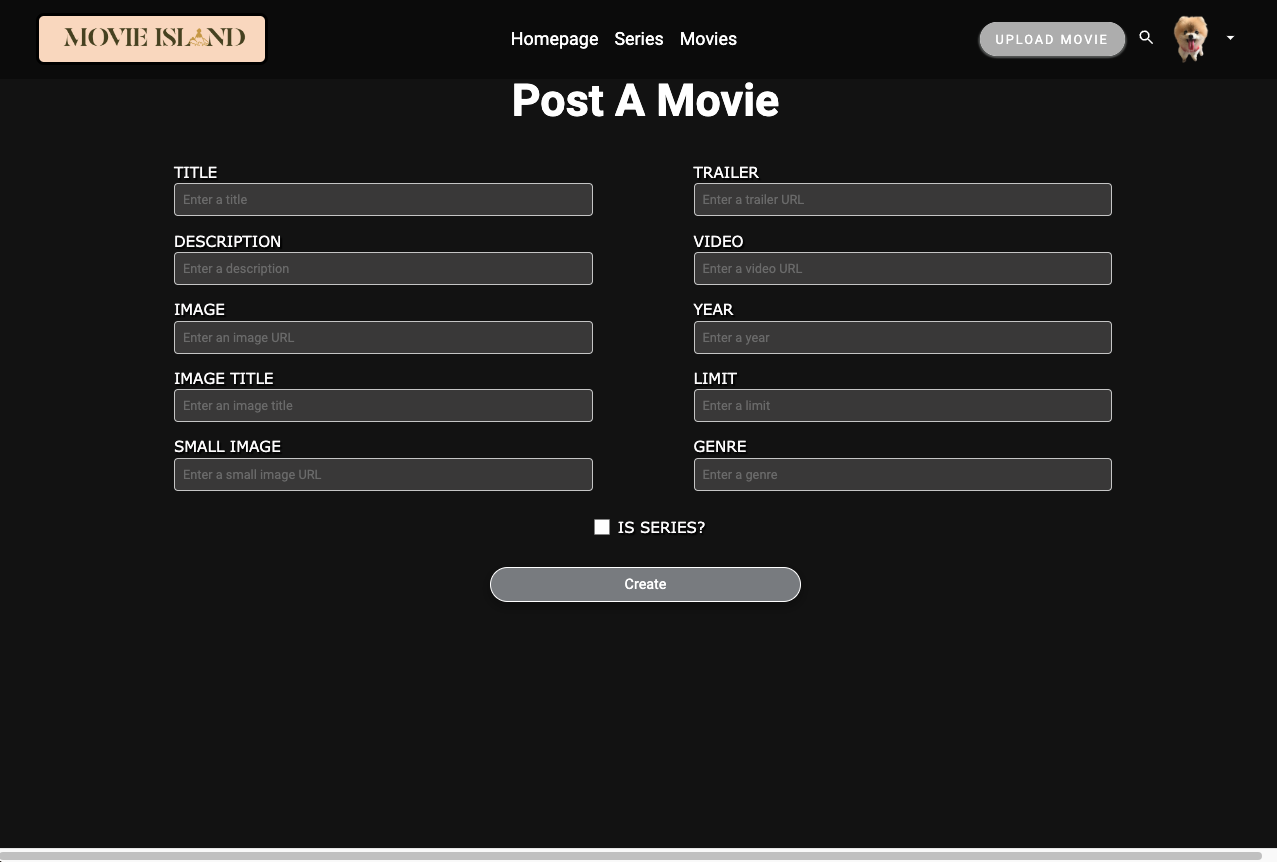 MOVIE ISLAND
Homepage Series Movies
UPLOAD MOVIE
Post A Movie
TITLE
Enter a title
DESCRIPTION
Enter a description
IMAGE
Enter an image URL
IMAGE TITLE
Enter an image title
SMALL IMAGE
Enter a small image URL
TRAILER
Enter a trailer URL
VIDEO
Enter a video URL
YEAR
Enter a year
LIMIT
Enter a limit
GENRE
Enter a genre
IS SERIES?
Create